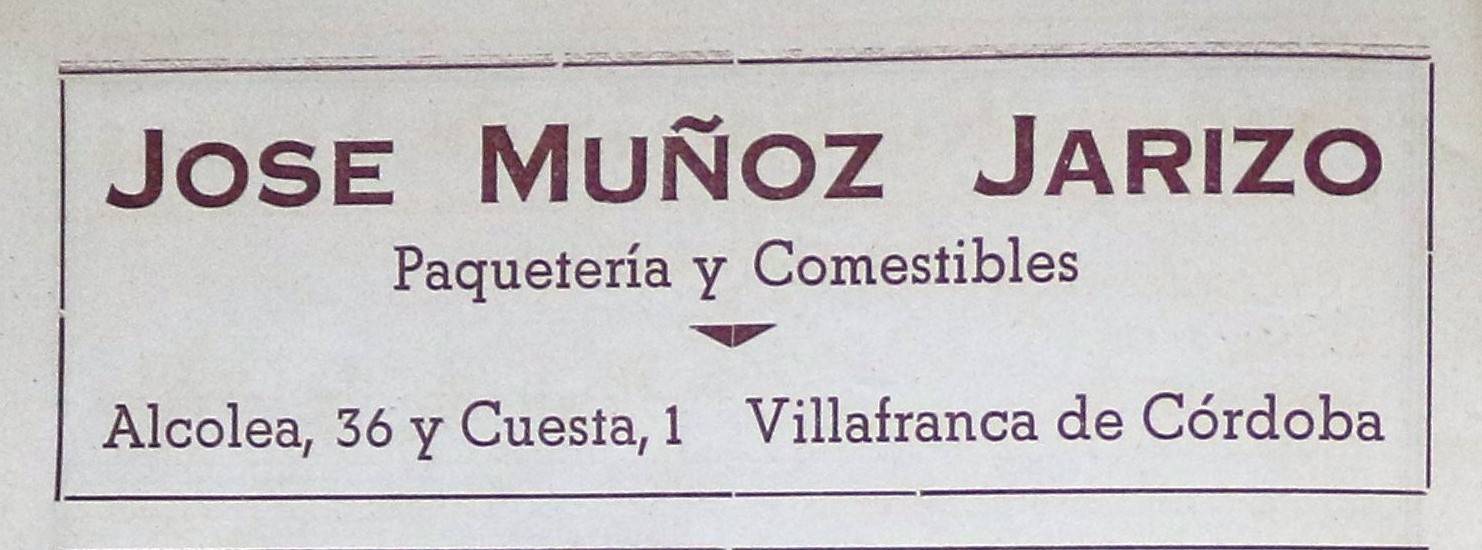 JOSE MUÑOZ JARIZO
Paquetería y Comestibles
Alcolea, 36 y Cuesta, 1 Villafranca de Córdoba